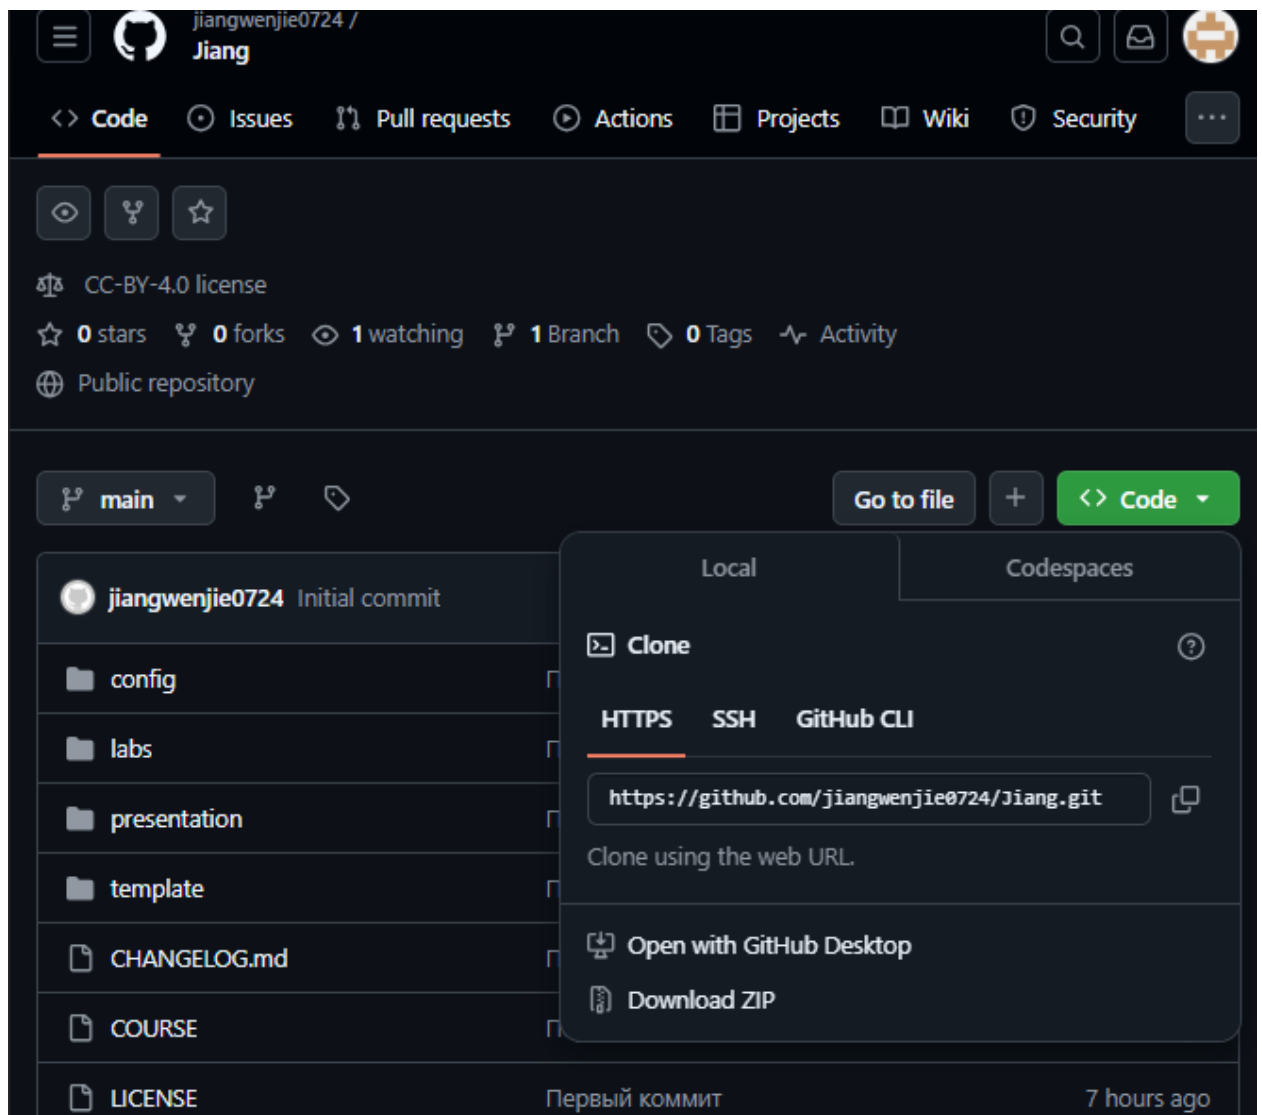 jiangwenjie0724 /
Jiang
Code Issues Pull requests Actions Projects Wiki Security
CC-BY-4.0 license
0 stars 0 forks 1 watching 1 Branch 0 Tags Activity
Public repository
main Go to file Code
Local Codespaces
jiangwenjie0724 Initial commit
Clone
config
HTTPS SSH GitHub CLI
labs
https://github.com/jiangwenjie0724/Jiang.git
presentation
Clone using the web URL.
template
Open with GitHub Desktop
CHANGELOG.md
Download ZIP
COURSE
LICENSE Первый коммит 7 hours ago